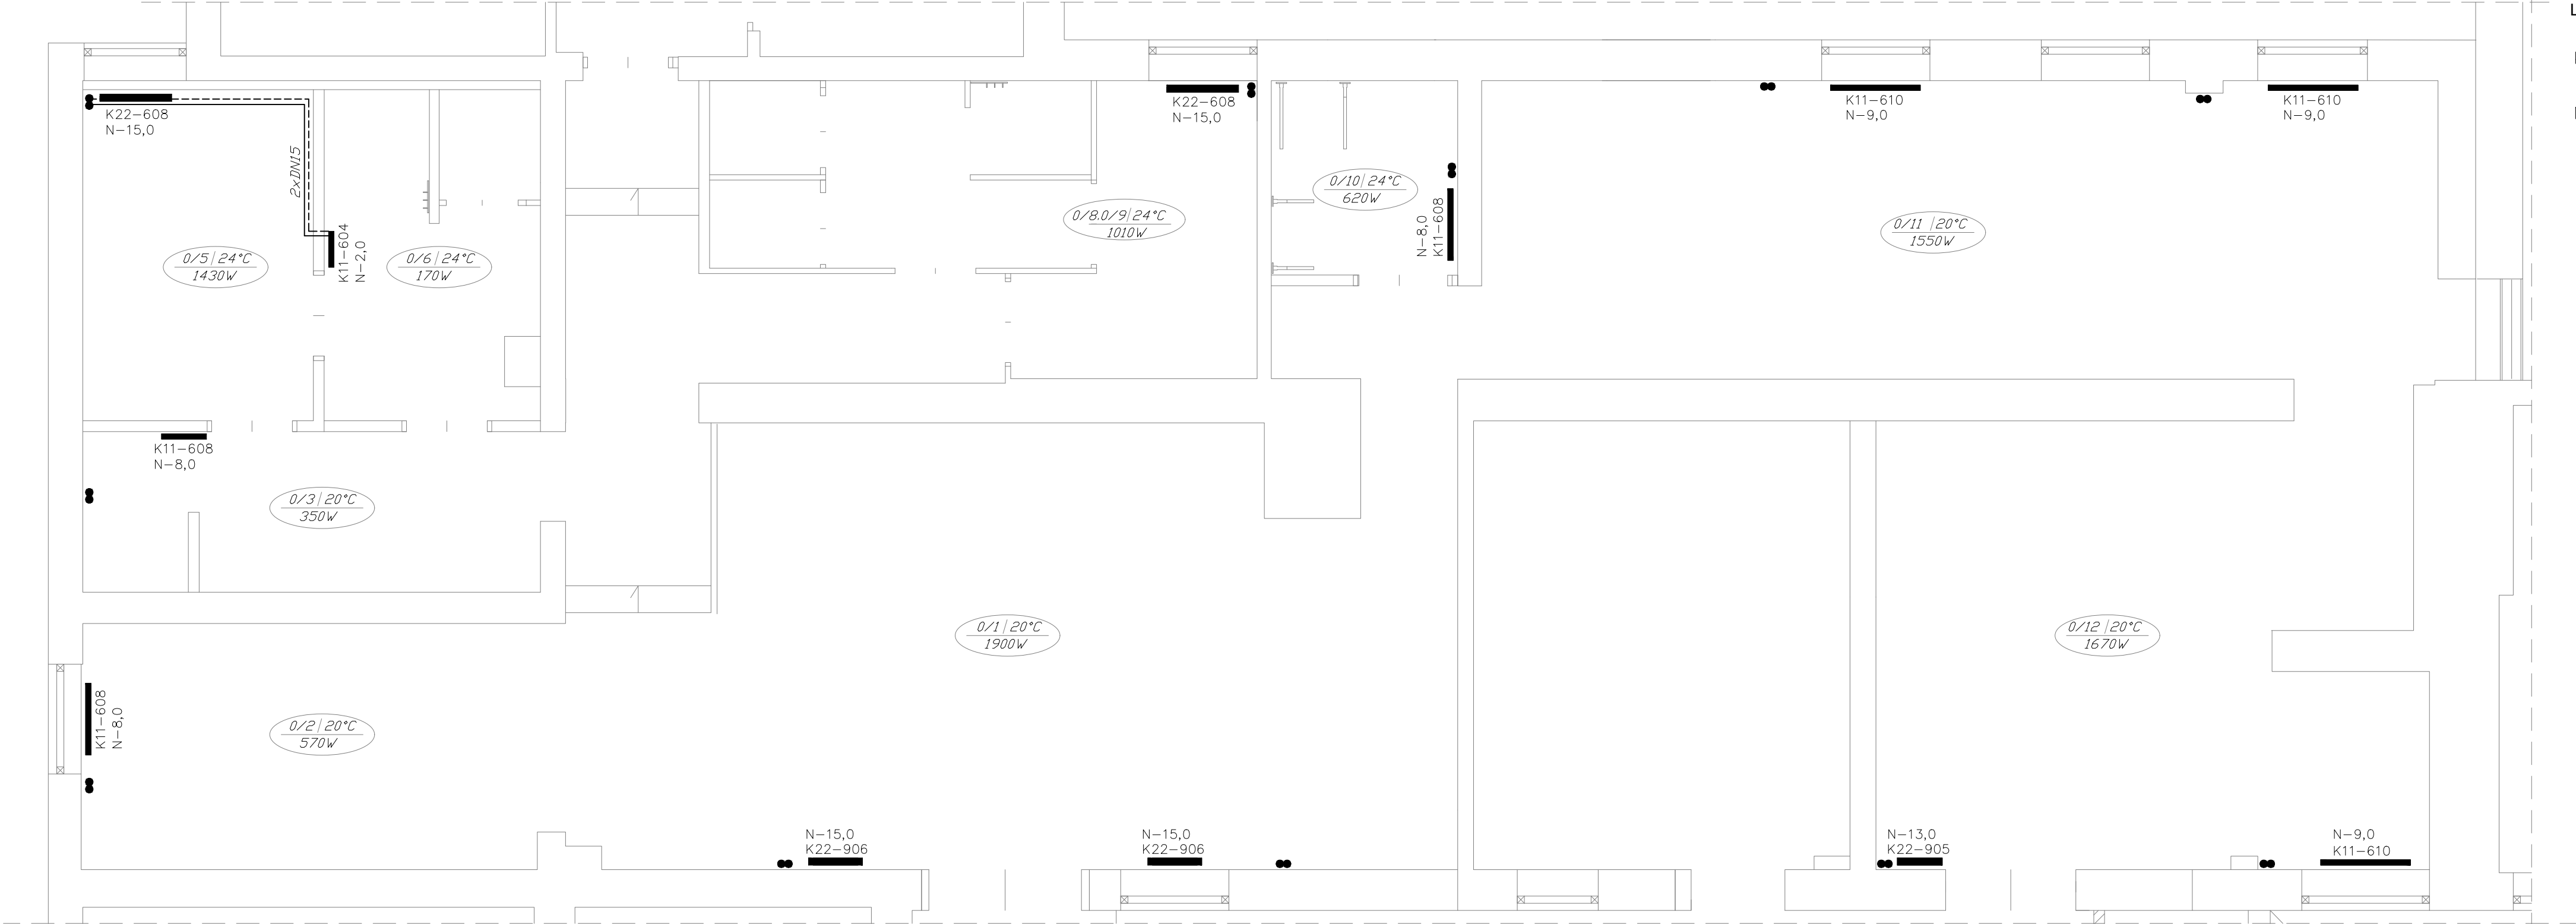 K22-608
N-15,0
2xDN15
K11-604
N-2,0
0/5 24°C
1430W
0/6 24°C
170W
K22-608
N-15,0
0/8.0/9 24°C
1010W
0/10 24°C
620W
N-8,0
K11-608
K11-610
N-9,0
K11-610
N-9,0
0/11 20°C
1550W
K11-608
N-8,0
0/3 20°C
350W
0/1 20°C
1900W
0/12 20°C
1670W
K11-608
N-8,0
0/2 20°C
570W
N-15,0
K22-906
N-15,0
K22-906
N-13,0
K22-905
N-9,0
K11-610